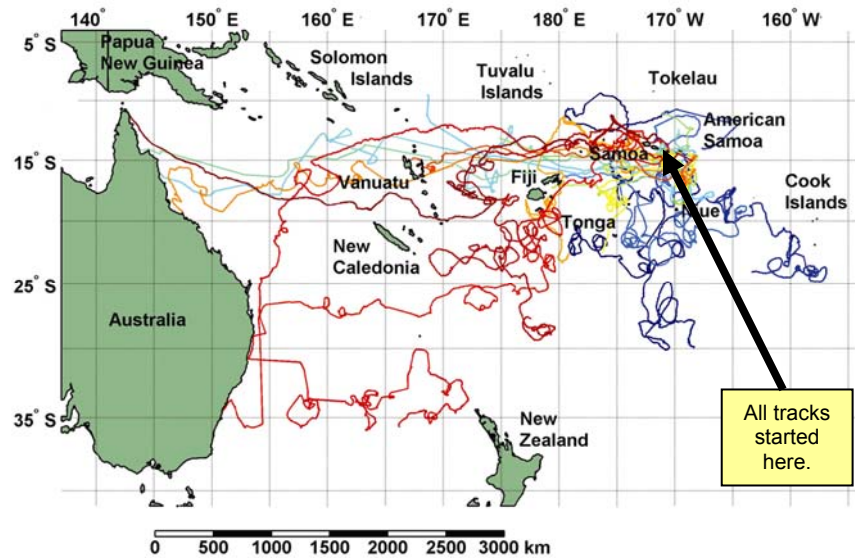 140° 150° E 160° E 170° E 180° E 170° W 160° W
5° S
Papua
New Guinea
Solomon
Islands
Tuvalu
Islands
Tokelau
American
Samoa
15° S
Samoa
Vanuatu
Fiji
Cook
Islands
Tonga
Niue
New
Caledonia
25° S
Australia
35° S
New
Zealand
All tracks
started
here.
0 500 1000 1500 2000 2500 3000 km